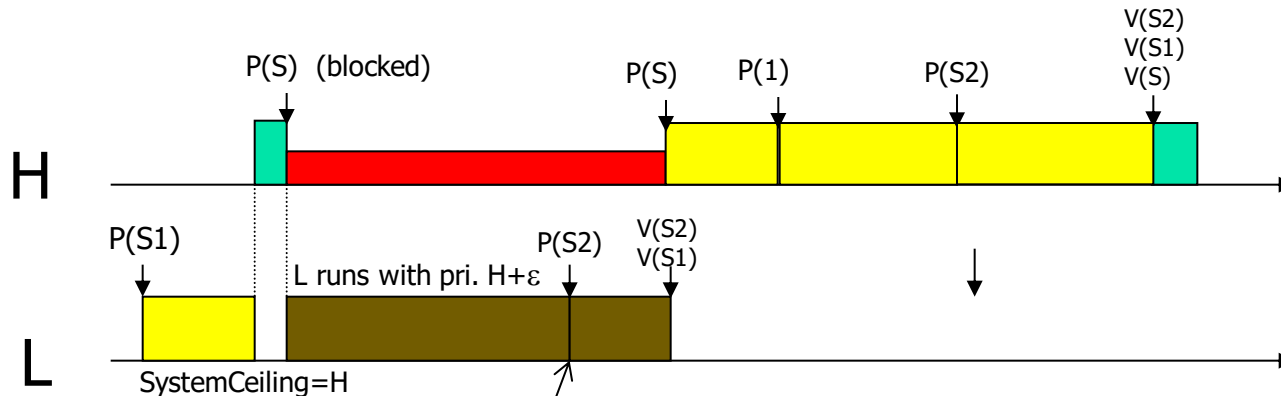 V(S2)
V(S1)
V(S)
P(S) (blocked)
P(S)
P(1)
P(S2)
H
P(S1)
P(S2)
V(S2)
V(S1)
L runs with pri. H+ε
L
SystemCeiling=H